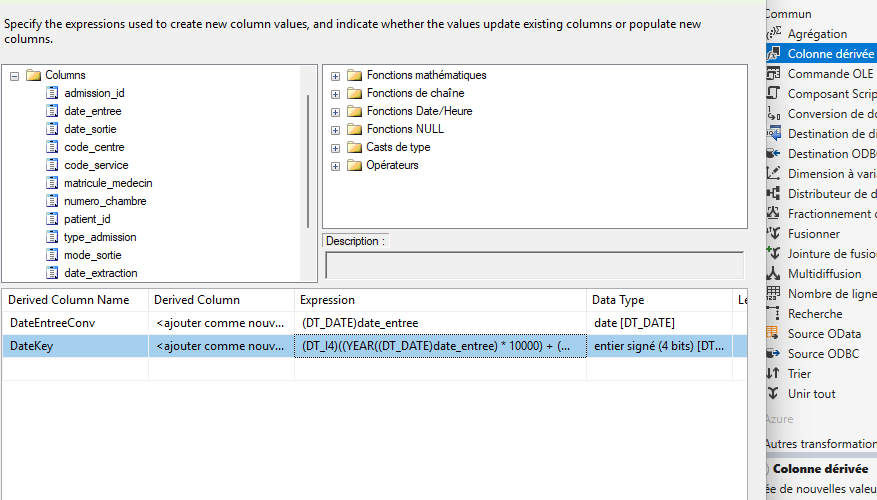 Specify the expressions used to create new column values, and indicate whether the values update existing columns or populate new
columns.
Columns
admission_id
date_entree
date_sortie
code_centre
code_service
matricule_medecin
numero_chambre
patient_id
type_admission
mode_sortie
date_extraction
Fonctions mathématiques
Fonctions de chaîne
Fonctions Date/Heure
Fonctions NULL
Casts de type
Opérateurs
Description :
Derived Column Name Derived Column Expression Data Type Le
DateEntreeConv <ajouter comme nouv... (DT_DATE)date_entree date [DT_DATE]
DateKey <ajouter comme nouv... (DT_I4)((YEAR((DT_DATE)date_entree) * 10000) + (... entier signé (4 bits) [DT...
Commun
Agrégation
Colonne dérivée
Commande OLE
Composant Scrip
Conversion de do
Destination de di
Destination ODB
Dimension à vari
Distributeur de d
Fractionnement c
Fusionner
Jointure de fusio
Multidiffusion
Nombre de ligne
Recherche
Source OData
Source ODBC
Trier
Unir tout
Azure
Autres transformation
Colonne dérivée
ée de nouvelles valeu